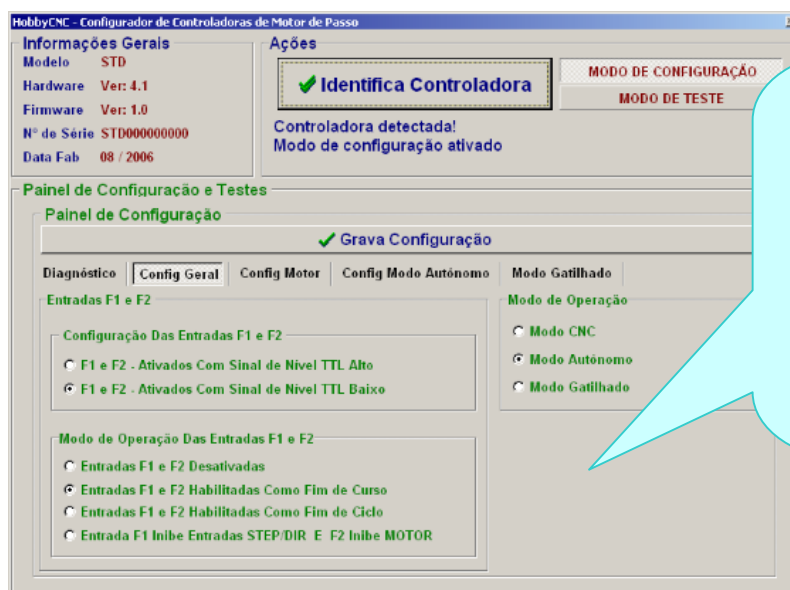 HobbyCNC - Configurador de Controladoras de Motor de Passo
Informações Gerais
Modelo STD
Hardware Ver: 4.1
Firmware Ver: 1.0
Nº de Série STD000000000
Data Fab 08 / 2006
Ações
Identifica Controladora
MODO DE CONFIGURAÇÃO
MODO DE TESTE
Controladora detectada!
Modo de configuração ativado
Painel de Configuração e Testes
Painel de Configuração
Grava Configuração
Diagnóstico Config Geral Config Motor Config Modo Autónomo Modo Gatilhado
Entradas F1 e F2
Configuração Das Entradas F1 e F2
F1 e F2 - Ativados Com Sinal de Nível TTL Alto
F1 e F2 - Ativados Com Sinal de Nível TTL Baixo
Modo de Operação Das Entradas F1 e F2
Entradas F1 e F2 Desativadas
Entradas F1 e F2 Habilitadas Como Fim de Curso
Entradas F1 e F2 Habilitadas Como Fim de Ciclo
Entrada F1 Inibe Entradas STEP/DIR E F2 Inibe MOTOR
Modo de Operação
Modo CNC
Modo Autónomo
Modo Gatilhado